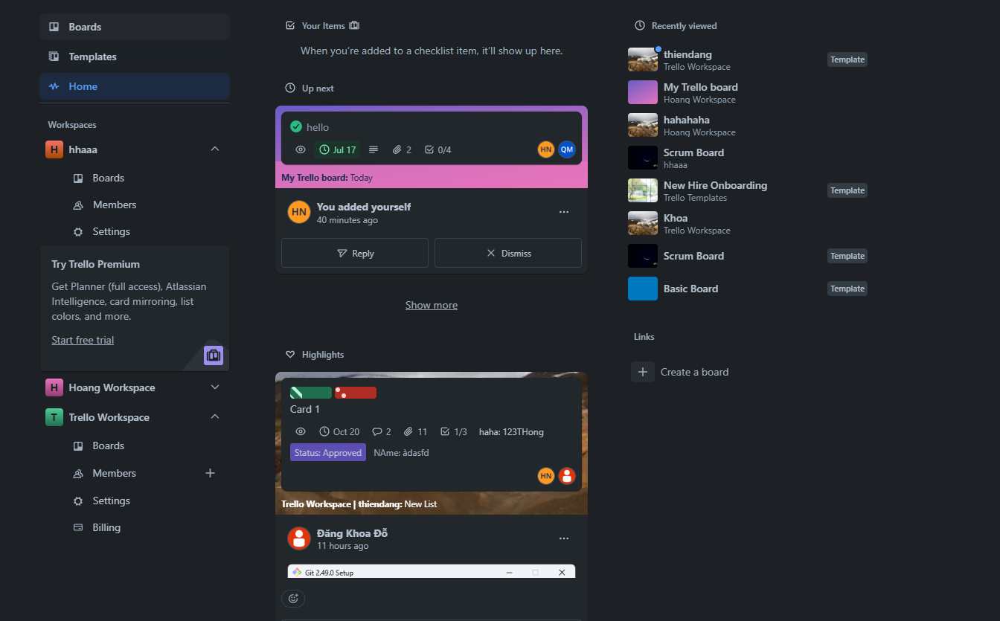 Boards
Templates
Home
Workspaces
H hhaaa
Boards
Members
Settings
Try Trello Premium
Get Planner (full access), Atlassian
Intelligence, card mirroring, list
colors, and more.
Start free trial
H Hoang Workspace
T Trello Workspace
Boards
Members
Settings
Billing
Your Items
When you're added to a checklist item, it'll show up here.
Up next
hello
Jul 17 2 0/4 HN QM
My Trello board: Today
HN You added yourself
40 minutes ago
Reply Dismiss
Show more
Highlights
Card 1
Oct 20 2 11 1/3 haha: 123THong
Status: Approved NAme: àdasfd
HN
Trello Workspace | thiendang: New List
Đăng Khoa Đỗ
11 hours ago
Git 2.49.0 Setup
Recently viewed
thiendang
Trello Workspace
Template
My Trello board
Hoang Workspace
hahahaha
Hoang Workspace
Scrum Board
hhaaa
New Hire Onboarding
Trello Templates
Template
Khoa
Trello Workspace
Scrum Board Template
Basic Board Template
Links
Create a board